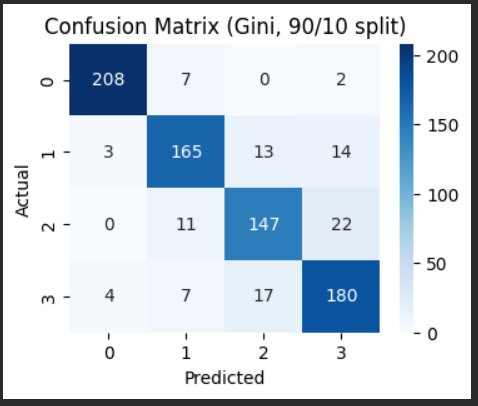 Confusion Matrix (Gini, 90/10 split)
0 208 7 0 2
1 3 165 13 14
2 0 11 147 22
3 4 7 17 180
0 1 2 3
Predicted
Actual
200
150
100
50
0